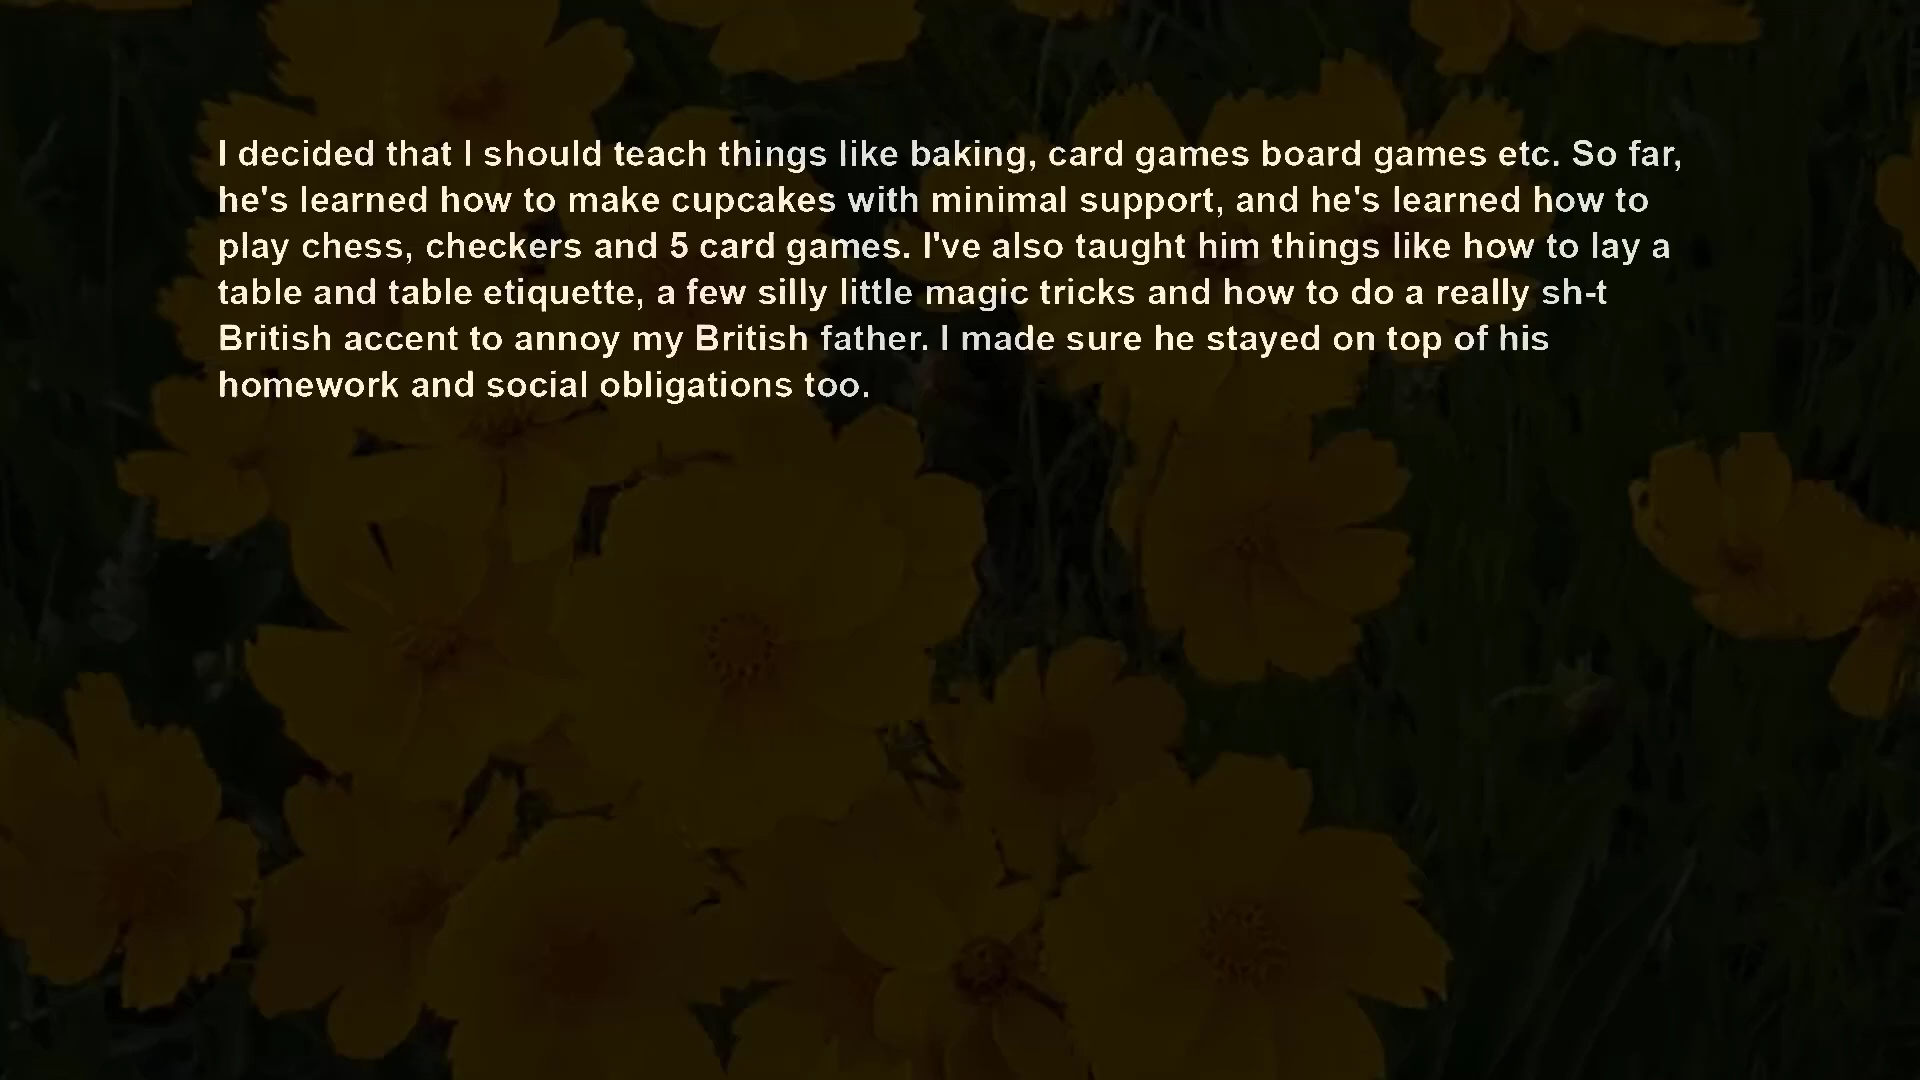 I decided that I should teach things like baking, card games board games etc. So far,
he's learned how to make cupcakes with minimal support, and he's learned how to
play chess, checkers and 5 card games. I've also taught him things like how to lay a
table and table etiquette, a few silly little magic tricks and how to do a really sh-t
British accent to annoy my British father. I made sure he stayed on top of his
homework and social obligations too.